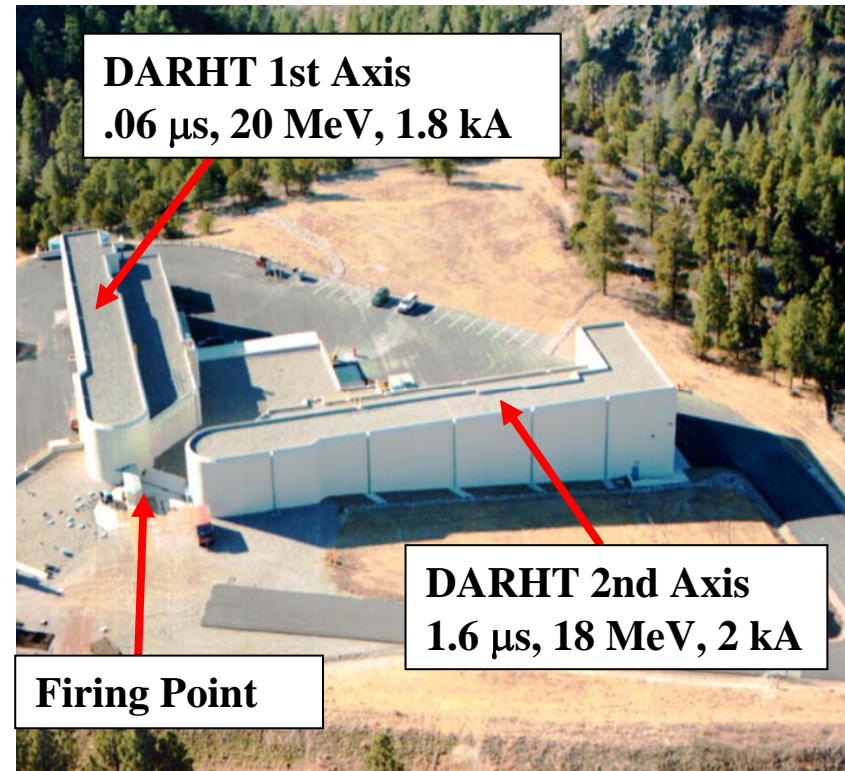 DARHT 1st Axis
.06 μs, 20 MeV, 1.8 kA
DARHT 2nd Axis
1.6 μs, 18 MeV, 2 kA
Firing Point